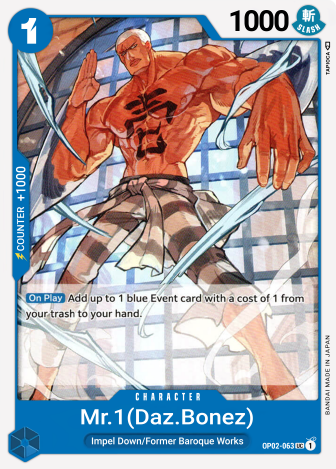 1
1000
斬
SLASH
TAPIOCA
COUNTER +1000
On Play Add up to 1 blue Event card with a cost of 1 from
your trash to your hand.
CHARACTER
Mr.1(Daz.Bonez)
Impel Down/Former Baroque Works
OP02-063 UC 1
BANDAI MADE IN JAPAN